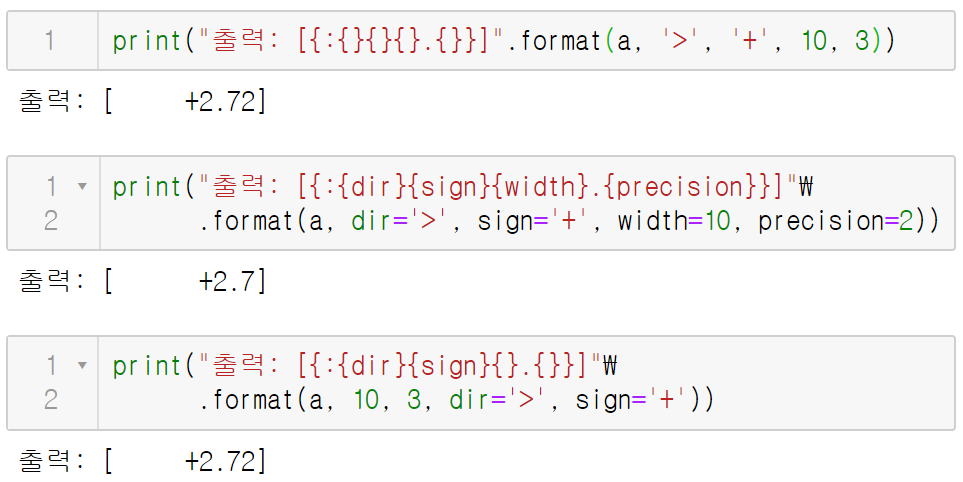 1 print("출력: [{:{}{}{}.{}}]".format(a, '>', '+', 10, 3))
출력: [     +2.72]
1 ▾ print("출력: [{:{dir}{sign}{width}.{precision}}]"₩
2       .format(a, dir='>', sign='+', width=10, precision=2))
출력: [      +2.7]
1 ▾ print("출력: [{:{dir}{sign}{}.{}}]"₩
2       .format(a, 10, 3, dir='>', sign='+'))
출력: [     +2.72]